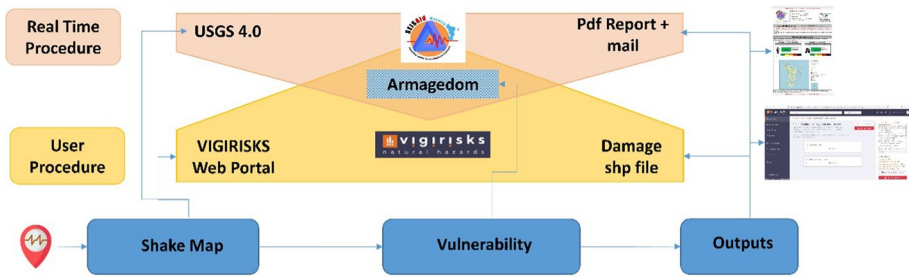 Real Time
Procedure
USGS 4.0
SEISAid
Pdf Report +
mail
Armagedom
User
Procedure
VIGIRISKS
Web Portal
vigirisks
natural hazards
Damage
shp file
Shake Map
Vulnerability
Outputs